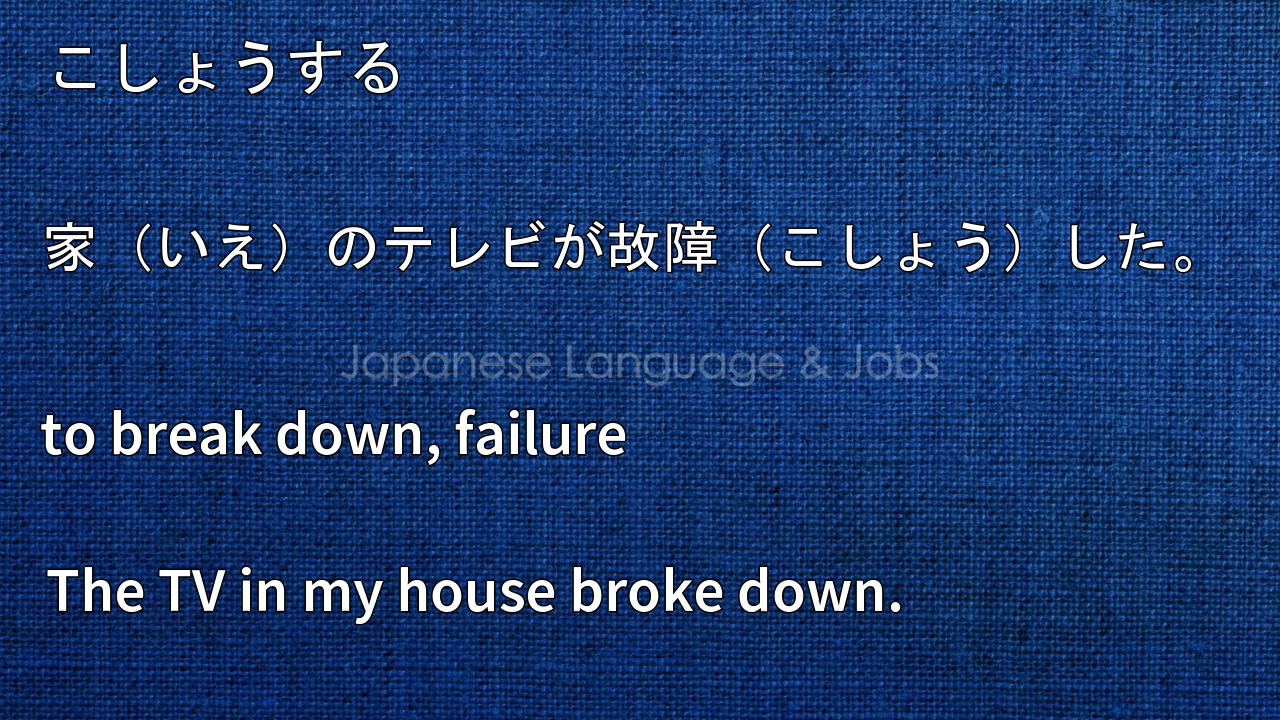 こしょうする
家（いえ）のテレビが故障（こしょう）した。
Japanese Language & Jobs
to break down, failure
The TV in my house broke down.